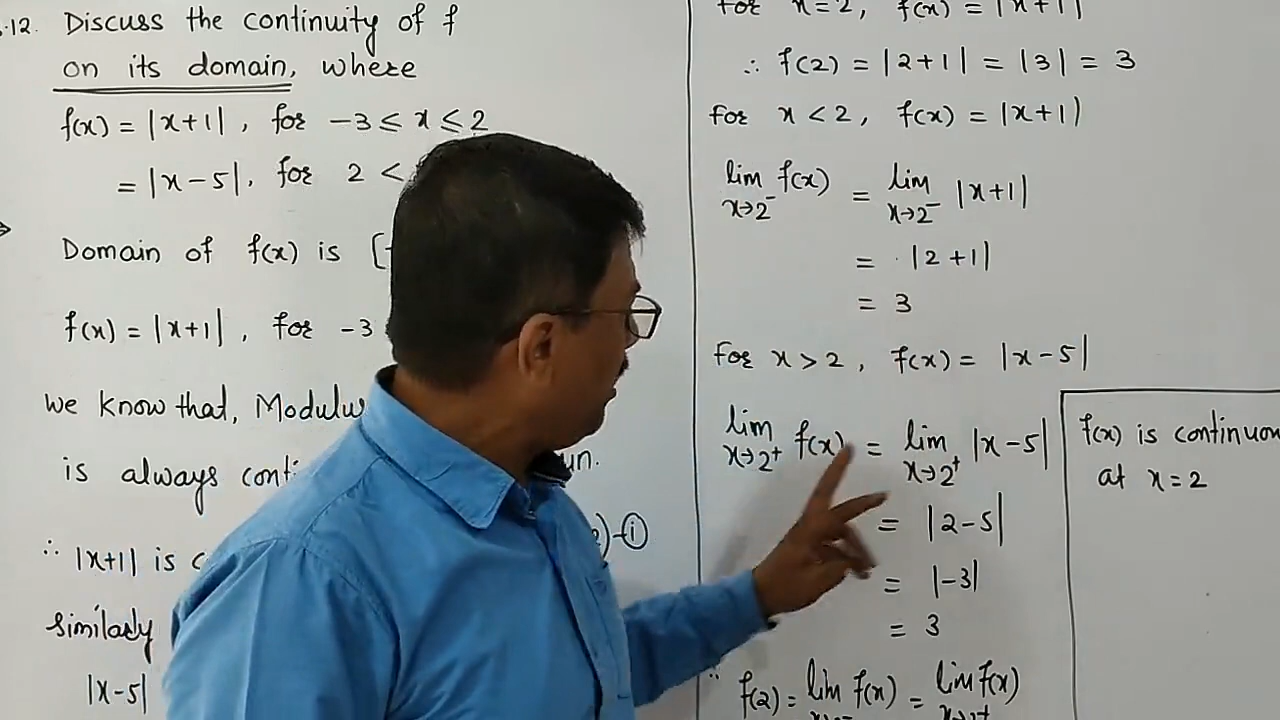 .12. Discuss the continuity of f
on its domain, where
f(x) = |x+1|, for −3 ≤ x ≤ 2
= |x−5|, for 2 <
Domain of f(x) is [
f(x) = |x+1|, for −3
we know that, Modulus
is always
∴ |x+1| is
–(i)
similarly
|x−5|
for x=2, f(x) = |x+1|
∴ f(2) = |2+1| = |3| = 3
for x < 2, f(x) = |x+1|
lim x→2⁻ f(x) = lim x→2⁻ |x+1|
= |2+1|
= 3
for x > 2, f(x) = |x−5|
lim x→2⁺ f(x) = lim x→2⁺ |x−5|
= |2−5|
= |−3|
= 3
∴ f(2) = lim f(x) = lim f(x)
f(x) is continuou
at x=2